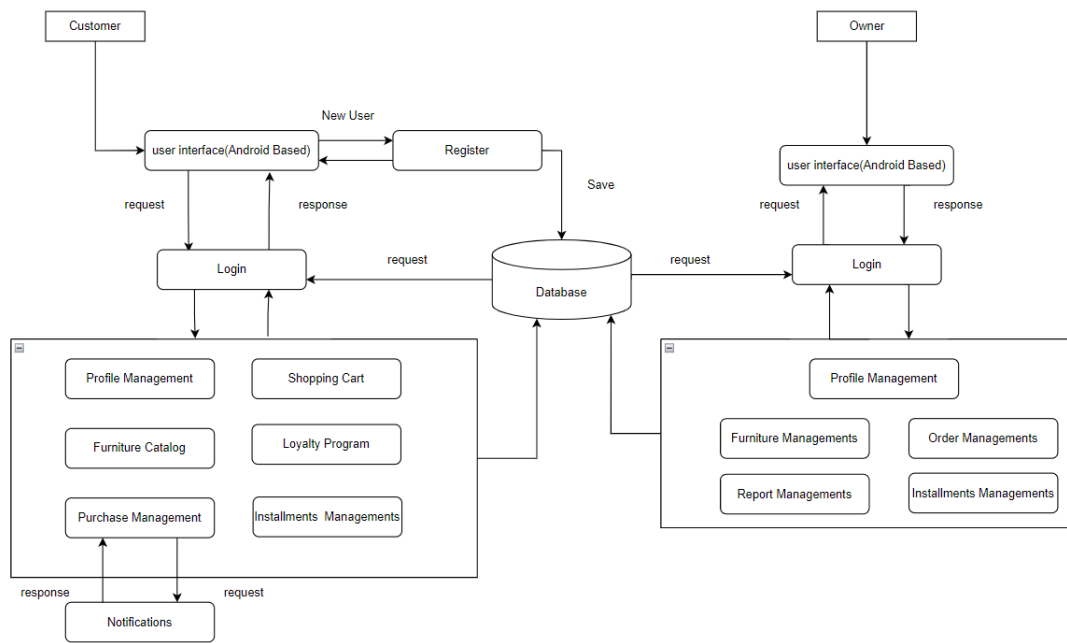 Customer
Owner
New User
user interface(Android Based)
Register
user interface(Android Based)
Save
request
response
request
response
Login
request
Database
request
Login
Profile Management
Shopping Cart
Profile Management
Furniture Catalog
Loyalty Program
Furniture Managements
Order Managements
Report Managements
Installments Managements
Purchase Management
Installments  Managements
response
request
Notifications